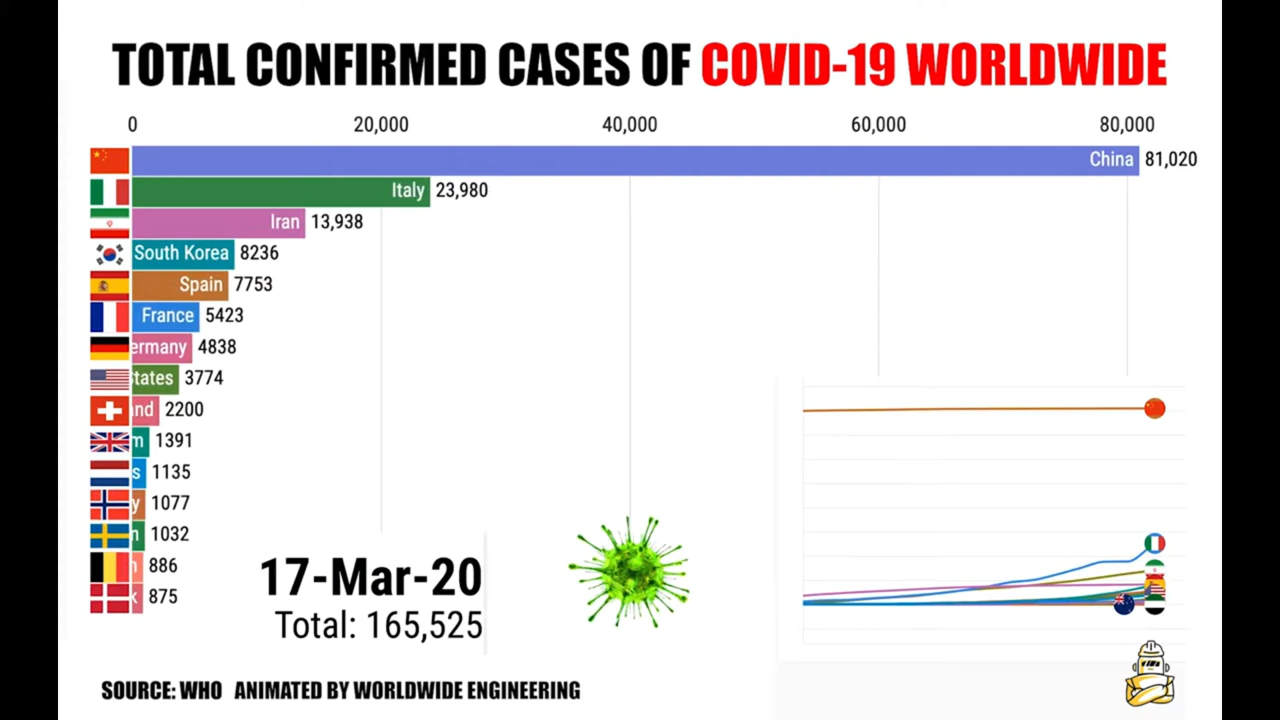 TOTAL CONFIRMED CASES OF COVID-19 WORLDWIDE
0 20,000 40,000 60,000 80,000
China 81,020
Italy 23,980
Iran 13,938
South Korea 8236
Spain 7753
France 5423
ermany 4838
tates 3774
nd 2200
m 1391
s 1135
y 1077
n 1032
n 886
k 875
17-Mar-20
Total: 165,525
SOURCE: WHO ANIMATED BY WORLDWIDE ENGINEERING